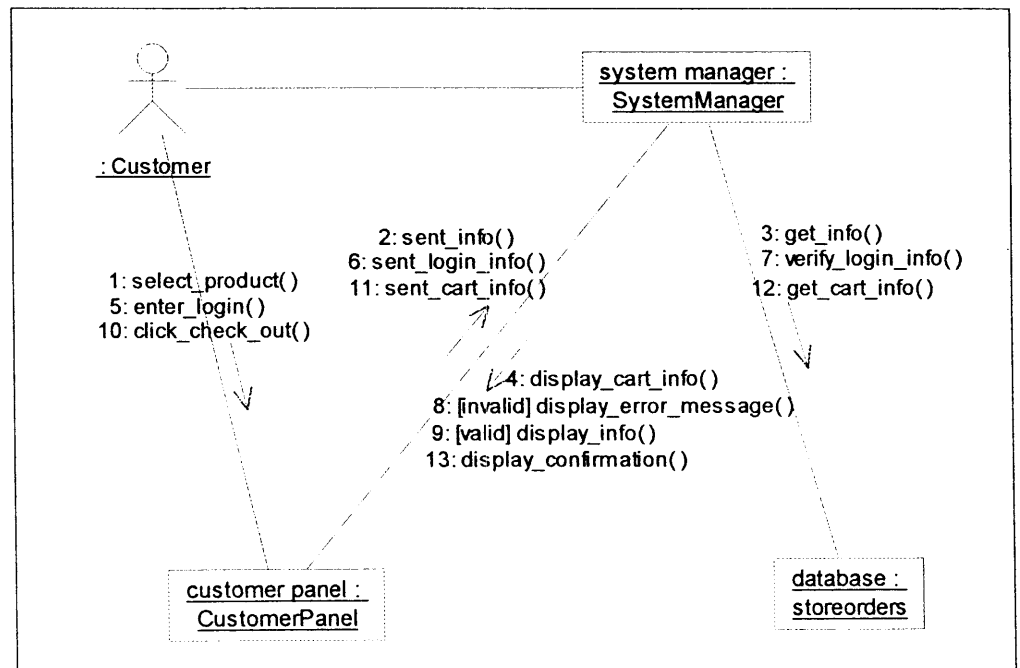 system manager :
SystemManager
: Customer
1: select_product()
5: enter_login()
10: click_check_out()
2: sent_info()
6: sent_login_info()
11: sent_cart_info()
3: get_info()
7: verify_login_info()
12: get_cart_info()
4: display_cart_info()
8: [invalid] display_error_message()
9: [valid] display_info()
13: display_confirmation()
customer panel :
CustomerPanel
database :
storeorders